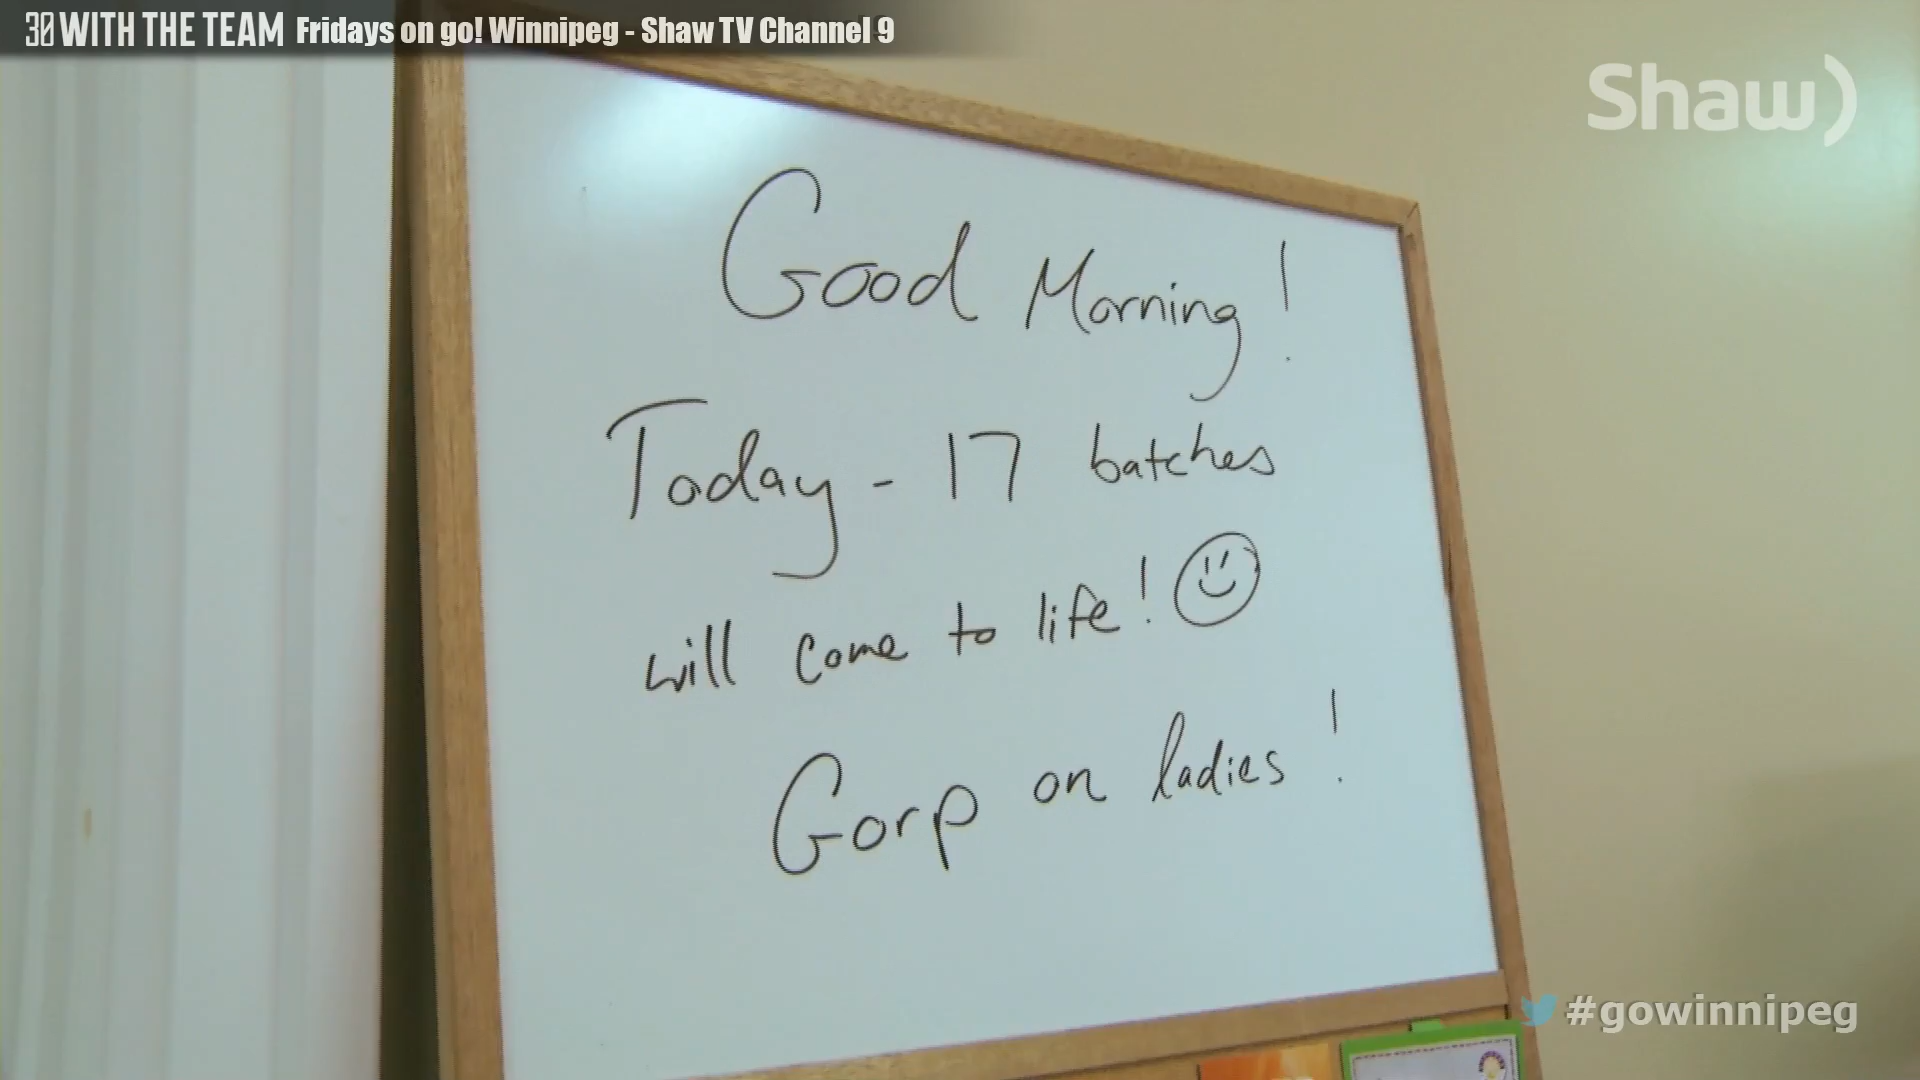 30 WITH THE TEAM Fridays on go! Winnipeg - Shaw TV Channel 9
Shaw)
Good Morning!
Today - 17 batches
will come to life!
Gorp on ladies!
#gowinnipeg